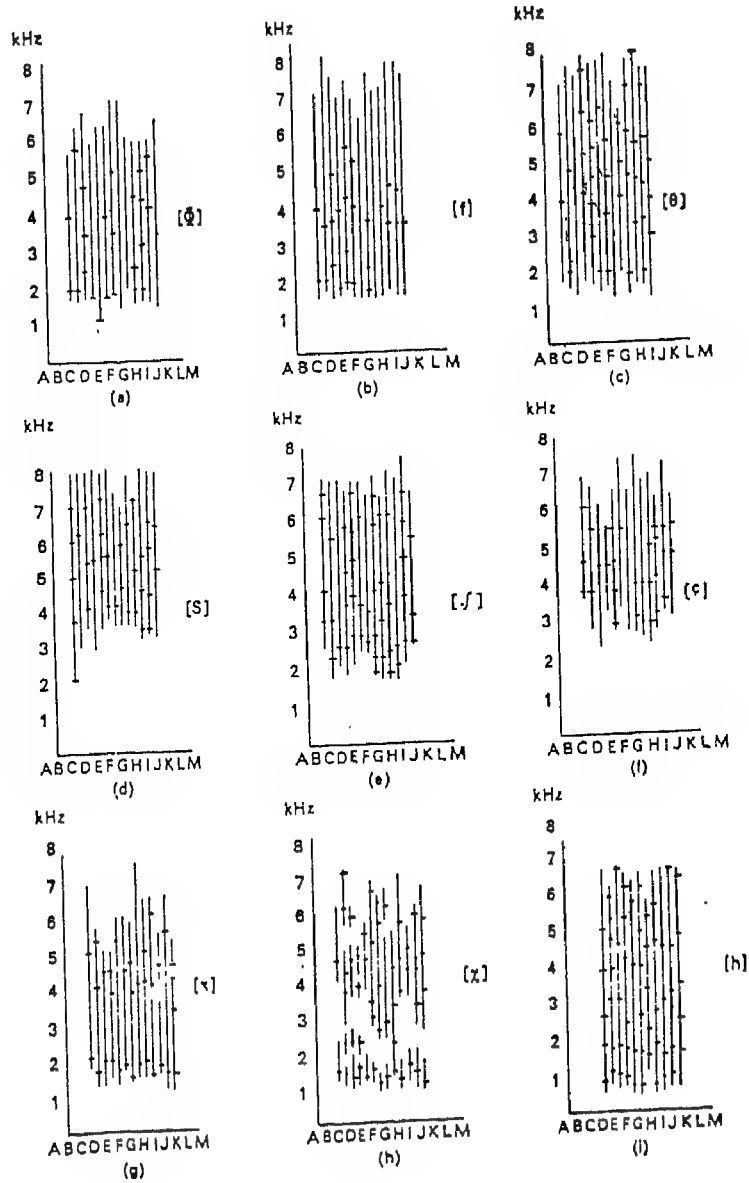 kHz
8
7
6
5
4
3
2
1
[Φ]
ABCDEFGHIJKLM
(a)
kHz
8
7
6
5
4
3
2
1
[f]
ABCDEFGHIJKLM
(b)
kHz
8
7
6
5
4
3
2
1
[θ]
ABCDEFGHIJKLM
(c)
kHz
8
7
6
5
4
3
2
1
[S]
ABCDEFGHIJKLM
(d)
kHz
8
7
6
5
4
3
2
1
[ʃ]
ABCDEFGHIJKLM
(e)
kHz
8
7
6
5
4
3
2
1
[ç]
ABCDEFGHIJKLM
(f)
kHz
8
7
6
5
4
3
2
1
ABCDEFGHIJKLM
(g)
kHz
8
7
6
5
4
3
2
1
[χ]
ABCDEFGHIJKLM
(h)
kHz
8
7
6
5
4
3
2
1
[h]
ABCDEFGHIJKLM
(i)